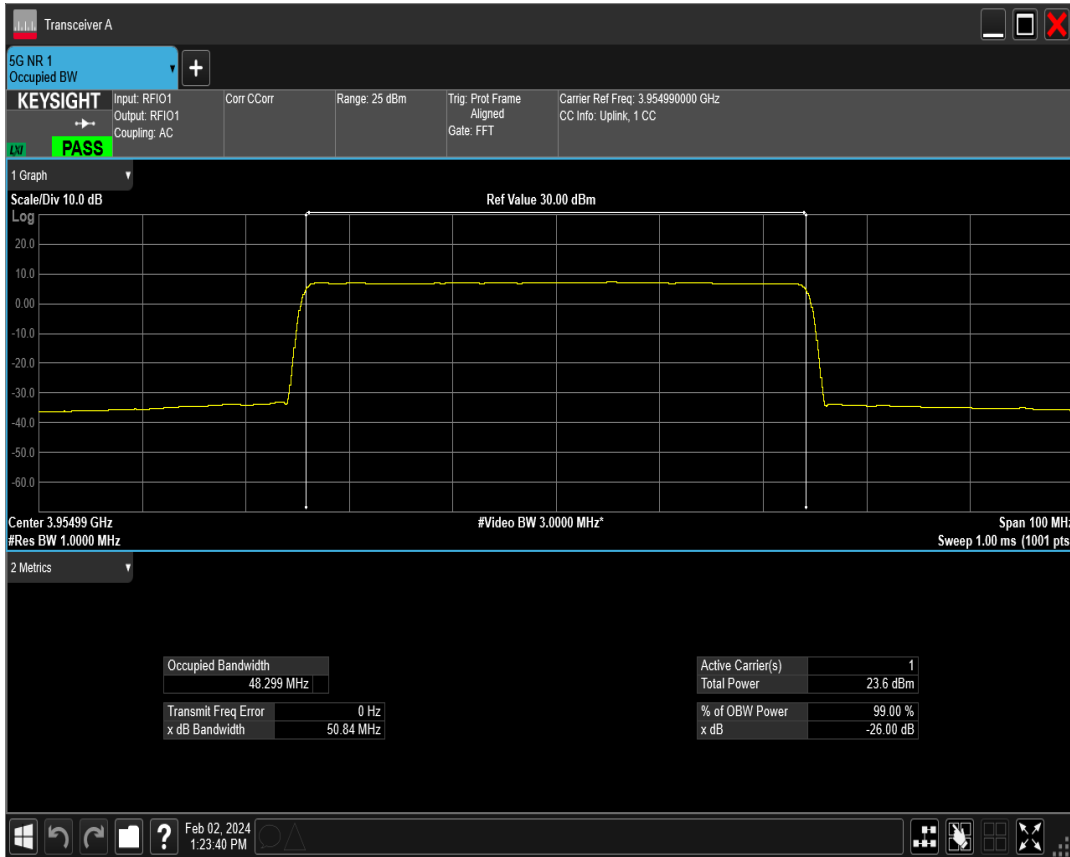 Transceiver A
5G NR 1
Occupied BW
+
KEYSIGHT
LXI
PASS
Input: RFIO1
Output: RFIO1
Coupling: AC
Corr CCorr
Range: 25 dBm
Trig: Prot Frame
Aligned
Gate: FFT
Carrier Ref Freq: 3.954990000 GHz
CC Info: Uplink, 1 CC
1 Graph
Scale/Div 10.0 dB
Ref Value 30.00 dBm
Log
20.0
10.0
0.00
-10.0
-20.0
-30.0
-40.0
-50.0
-60.0
Center 3.95499 GHz
#Video BW 3.0000 MHz*
Span 100 MHz
#Res BW 1.0000 MHz
Sweep 1.00 ms (1001 pts
2 Metrics
Occupied Bandwidth
48.299 MHz
Transmit Freq Error 0 Hz
x dB Bandwidth 50.84 MHz
Active Carrier(s) 1
Total Power 23.6 dBm
% of OBW Power 99.00 %
x dB -26.00 dB
?
Feb 02, 2024
1:23:40 PM